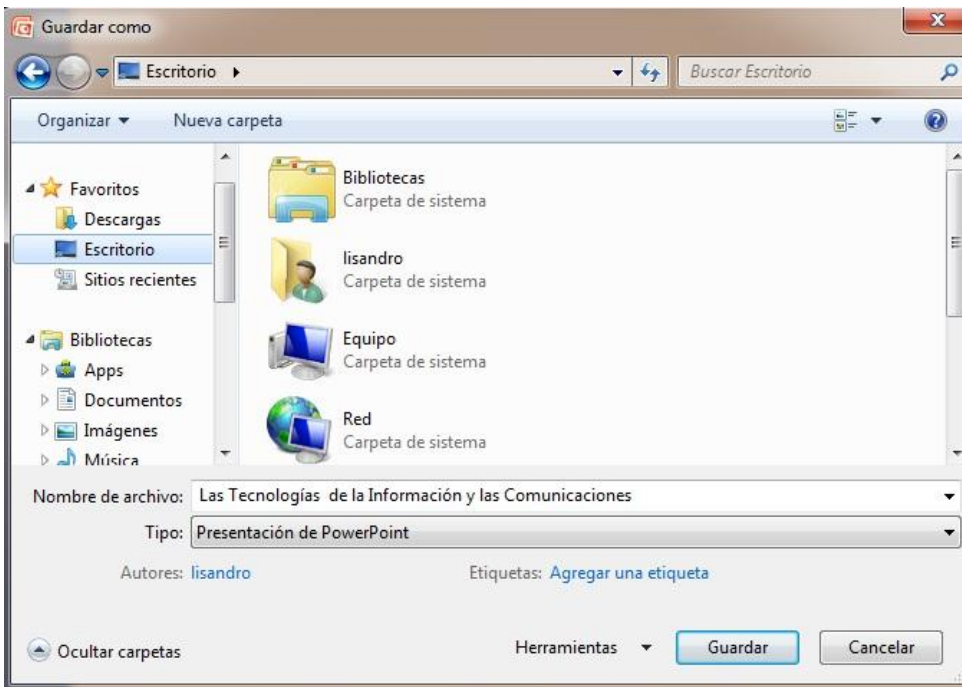 Guardar como
Escritorio
Buscar Escritorio
Organizar
Nueva carpeta
Favoritos
Descargas
Escritorio
Sitios recientes
Bibliotecas
Apps
Documentos
Imágenes
Música
Bibliotecas
Carpeta de sistema
lisandro
Carpeta de sistema
Equipo
Carpeta de sistema
Red
Carpeta de sistema
Nombre de archivo: Las Tecnologías  de la Información y las Comunicaciones
Tipo: Presentación de PowerPoint
Autores: lisandro
Etiquetas: Agregar una etiqueta
Ocultar carpetas
Herramientas
Guardar
Cancelar